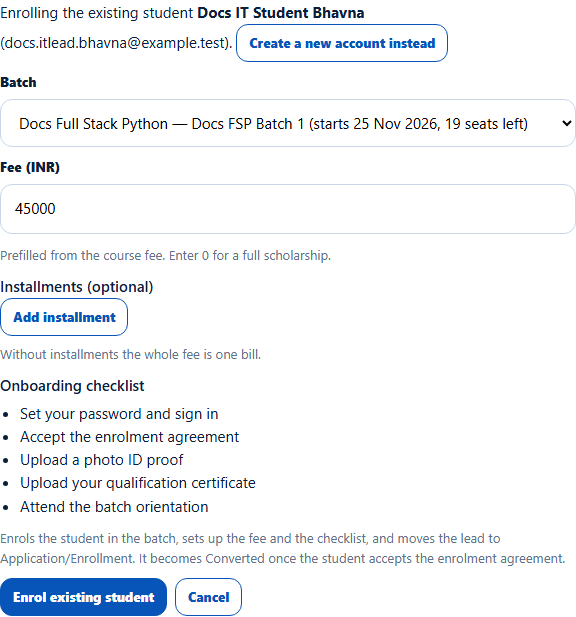 Enrolling the existing student Docs IT Student Bhavna
(docs.itlead.bhavna@example.test). Create a new account instead
Batch
Docs Full Stack Python — Docs FSP Batch 1 (starts 25 Nov 2026, 19 seats left)
Fee (INR)
45000
Prefilled from the course fee. Enter 0 for a full scholarship.
Installments (optional)
Add installment
Without installments the whole fee is one bill.
Onboarding checklist
• Set your password and sign in
• Accept the enrolment agreement
• Upload a photo ID proof
• Upload your qualification certificate
• Attend the batch orientation
Enrols the student in the batch, sets up the fee and the checklist, and moves the lead to
Application/Enrollment. It becomes Converted once the student accepts the enrolment agreement.
Enrol existing student Cancel